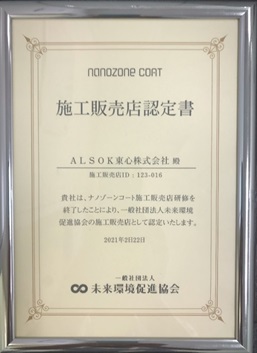 nanozone COAT
施工販売店認定書
ALSOK東心株式会社 殿
施工販売店ID：123-016
貴社は、ナノゾーンコート施工販売店研修を
終了したことにより、一般社団法人未来環境
促進協会の施工販売店として認定いたします。
2021年2月22日
一般社団法人
未来環境促進協会